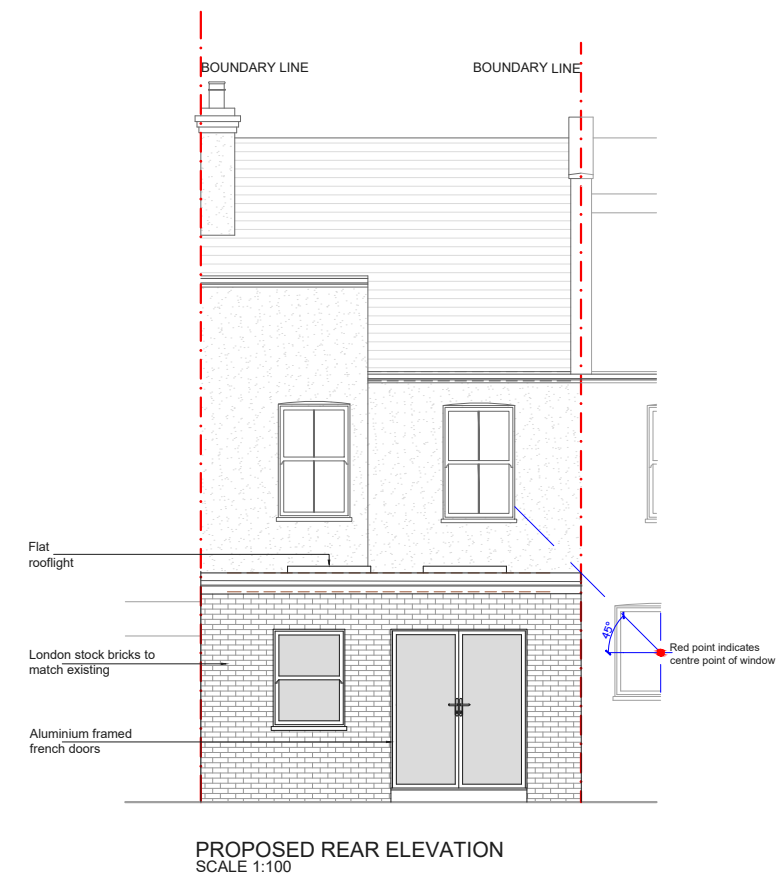 BOUNDARY LINE
BOUNDARY LINE
Flat
rooflight
London stock bricks to
match existing
Aluminium framed
french doors
45°
Red point indicates
centre point of window
PROPOSED REAR ELEVATION
SCALE 1:100